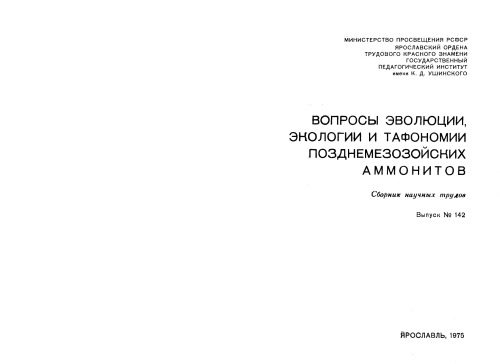 МИНИСТЕРСТВО ПРОСВЕЩЕНИЯ РСФСР
ЯРОСЛАВСКИЙ ОРДЕНА
ТРУДОВОГО КРАСНОГО ЗНАМЕНИ
ГОСУДАРСТВЕННЫЙ
ПЕДАГОГИЧЕСКИЙ ИНСТИТУТ
имени К. Д. УШИНСКОГО
ВОПРОСЫ ЭВОЛЮЦИИ,
ЭКОЛОГИИ И ТАФОНОМИИ
ПОЗДНЕМЕЗОЗОЙСКИХ
АММОНИТОВ
Сборник научных трудов
Выпуск № 142
ЯРОСЛАВЛЬ, 1975